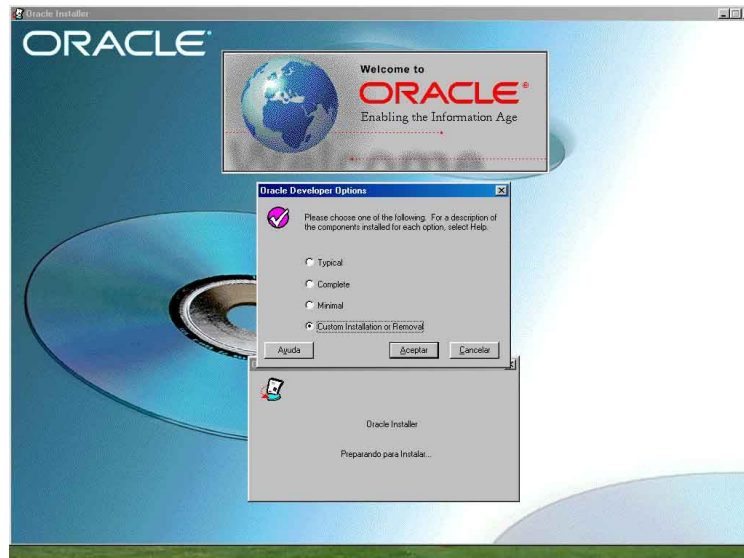 Oracle Installer
ORACLE®
Welcome to
ORACLE®
Enabling the Information Age
Welcome
Oracle Developer Options
Please choose one of the following. For a description of
the components installed for each option, select Help.
Typical
Complete
Minimal
Custom Installation or Removal
Ayuda
Aceptar
Cancelar
Oracle Installer
Preparando para Instalar...